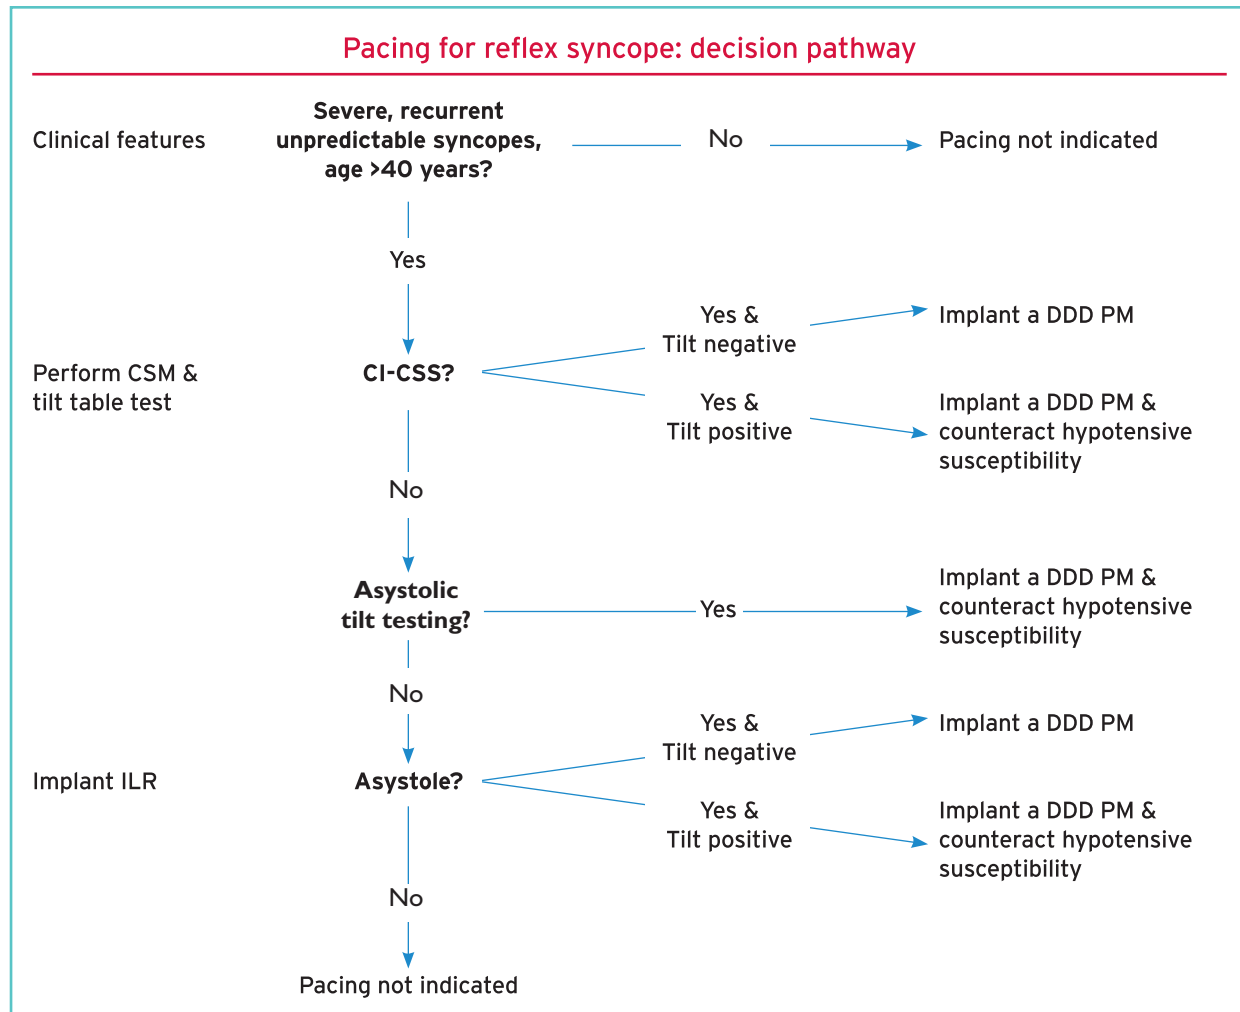 Pacing for reflex syncope: decision pathway
Clinical features
Severe, recurrent
unpredictable syncopes,
age >40 years?
No
Pacing not indicated
Yes
Perform CSM &
tilt table test
CI-CSS?
Yes &
Tilt negative
Implant a DDD PM
Yes &
Tilt positive
Implant a DDD PM &
counteract hypotensive
susceptibility
No
Asystolic
tilt testing?
Yes
Implant a DDD PM &
counteract hypotensive
susceptibility
No
Implant ILR
Asystole?
Yes &
Tilt negative
Implant a DDD PM
Yes &
Tilt positive
Implant a DDD PM &
counteract hypotensive
susceptibility
No
Pacing not indicated